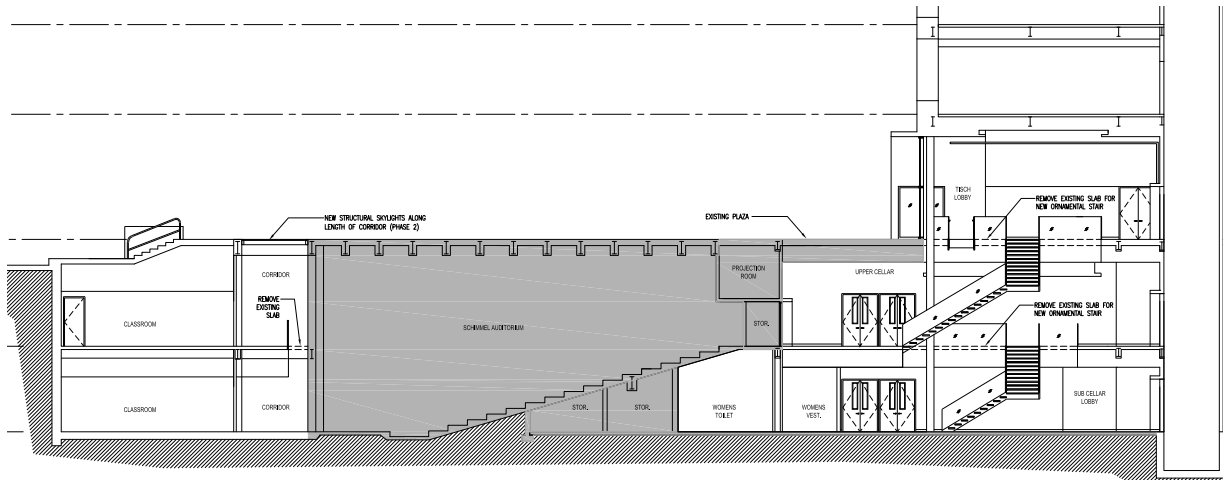 TISCH
LOBBY
REMOVE EXISTING SLAB FOR
NEW ORNAMENTAL STAIR
NEW STRUCTURAL SKYLIGHTS ALONG
LENGTH OF CORRIDOR (PHASE 2)
EXISTING PLAZA
CORRIDOR
PROJECTION
ROOM
UPPER CELLAR
REMOVE
EXISTING
SLAB
REMOVE EXISTING SLAB FOR
NEW ORNAMENTAL STAIR
CLASSROOM
SCHIMMEL AUDITORIUM
STOR.
CLASSROOM
CORRIDOR
STOR.
STOR.
WOMENS
TOILET
WOMENS
VEST.
SUB CELLAR
LOBBY